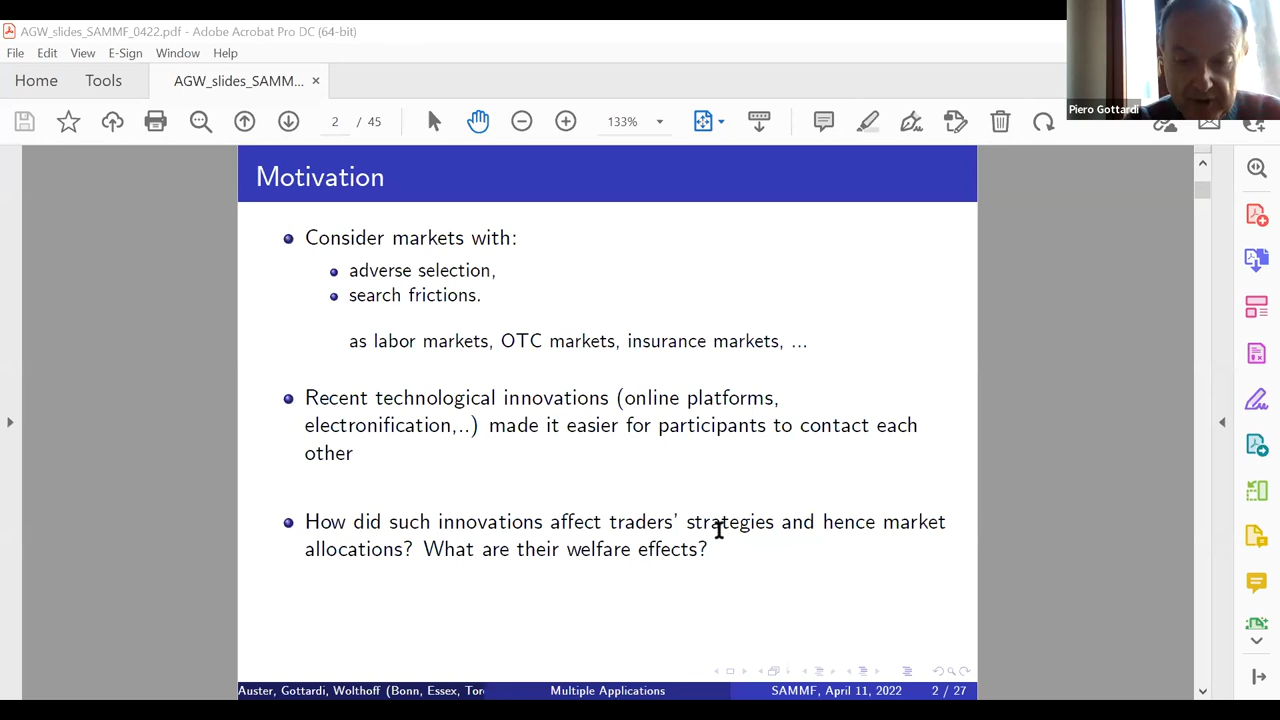 AGW_slides_SAMMF_0422.pdf - Adobe Acrobat Pro DC (64-bit)
File Edit View E-Sign Window Help
Home Tools AGW_slides_SAMM... ×
2 / 45 133%
Piero Gottardi
Motivation
Consider markets with:
adverse selection,
search frictions.
as labor markets, OTC markets, insurance markets, ...
Recent technological innovations (online platforms,
electronification,..) made it easier for participants to contact each
other
How did such innovations affect traders' strategies and hence market
allocations? What are their welfare effects?
Auster, Gottardi, Wolthoff (Bonn, Essex, Toro Multiple Applications SAMMF, April 11, 2022 2 / 27